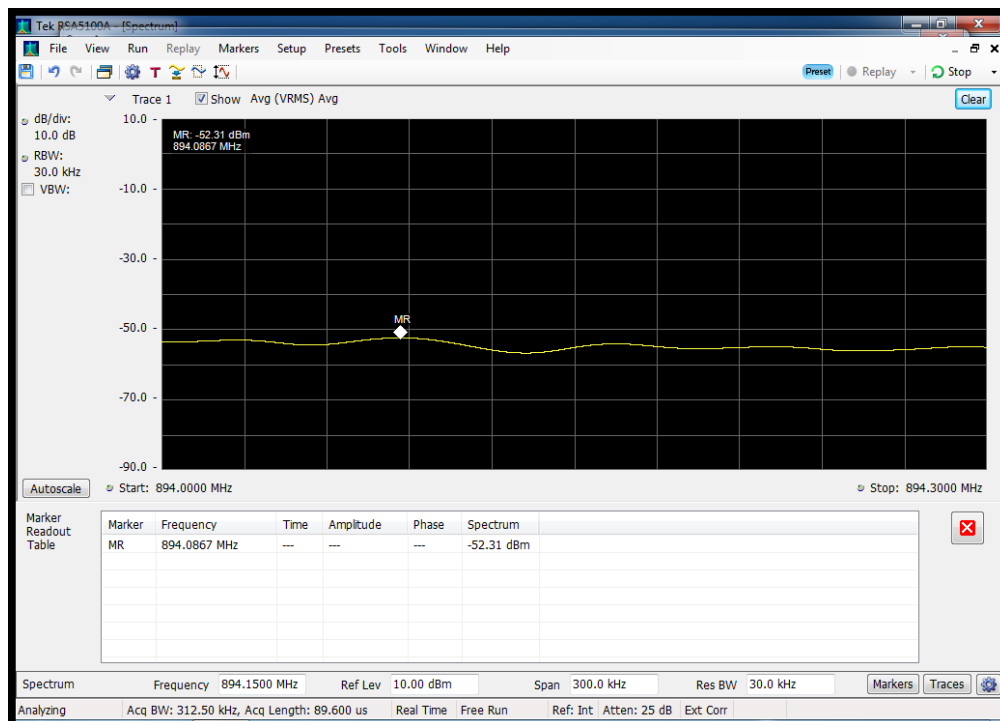 Tek RSA5100A - [Spectrum]
File View Run Replay Markers Setup Presets Tools Window Help
T Preset Replay Stop
Trace 1 Show Avg (VRMS) Avg Clear
dB/div:
10.0 dB
RBW:
30.0 kHz
VBW:
10.0
MR: -52.31 dBm
894.0867 MHz
-10.0
-30.0
MR
-50.0
-70.0
-90.0
Autoscale Start: 894.0000 MHz Stop: 894.3000 MHz
Marker
Readout
Table
Marker Frequency Time Amplitude Phase Spectrum
MR 894.0867 MHz --- --- --- -52.31 dBm
Spectrum Frequency 894.1500 MHz Ref Lev 10.00 dBm Span 300.0 kHz Res BW 30.0 kHz Markers Traces
Analyzing Acq BW: 312.50 kHz, Acq Length: 89.600 us Real Time Free Run Ref: Int Atten: 25 dB Ext Corr